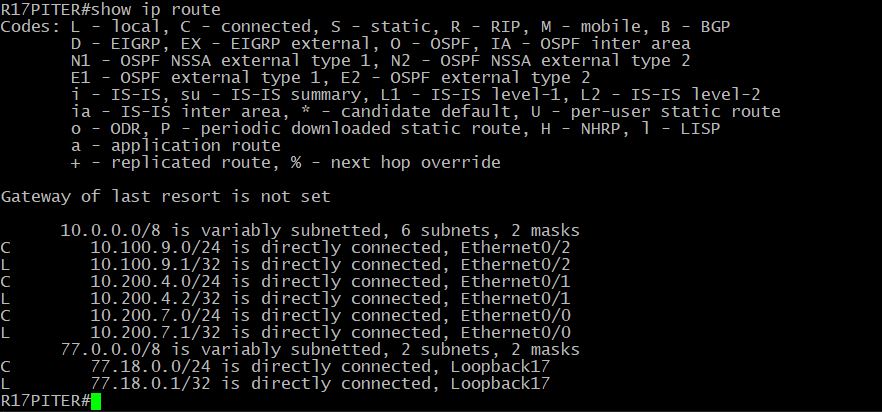 R17PITER#show ip route
Codes: L - local, C - connected, S - static, R - RIP, M - mobile, B - BGP
       D - EIGRP, EX - EIGRP external, O - OSPF, IA - OSPF inter area
       N1 - OSPF NSSA external type 1, N2 - OSPF NSSA external type 2
       E1 - OSPF external type 1, E2 - OSPF external type 2
       i - IS-IS, su - IS-IS summary, L1 - IS-IS level-1, L2 - IS-IS level-2
       ia - IS-IS inter area, * - candidate default, U - per-user static route
       o - ODR, P - periodic downloaded static route, H - NHRP, l - LISP
       a - application route
       + - replicated route, % - next hop override
Gateway of last resort is not set
      10.0.0.0/8 is variably subnetted, 6 subnets, 2 masks
C        10.100.9.0/24 is directly connected, Ethernet0/2
L        10.100.9.1/32 is directly connected, Ethernet0/2
C        10.200.4.0/24 is directly connected, Ethernet0/1
L        10.200.4.2/32 is directly connected, Ethernet0/1
C        10.200.7.0/24 is directly connected, Ethernet0/0
L        10.200.7.1/32 is directly connected, Ethernet0/0
      77.0.0.0/8 is variably subnetted, 2 subnets, 2 masks
C        77.18.0.0/24 is directly connected, Loopback17
L        77.18.0.1/32 is directly connected, Loopback17
R17PITER#